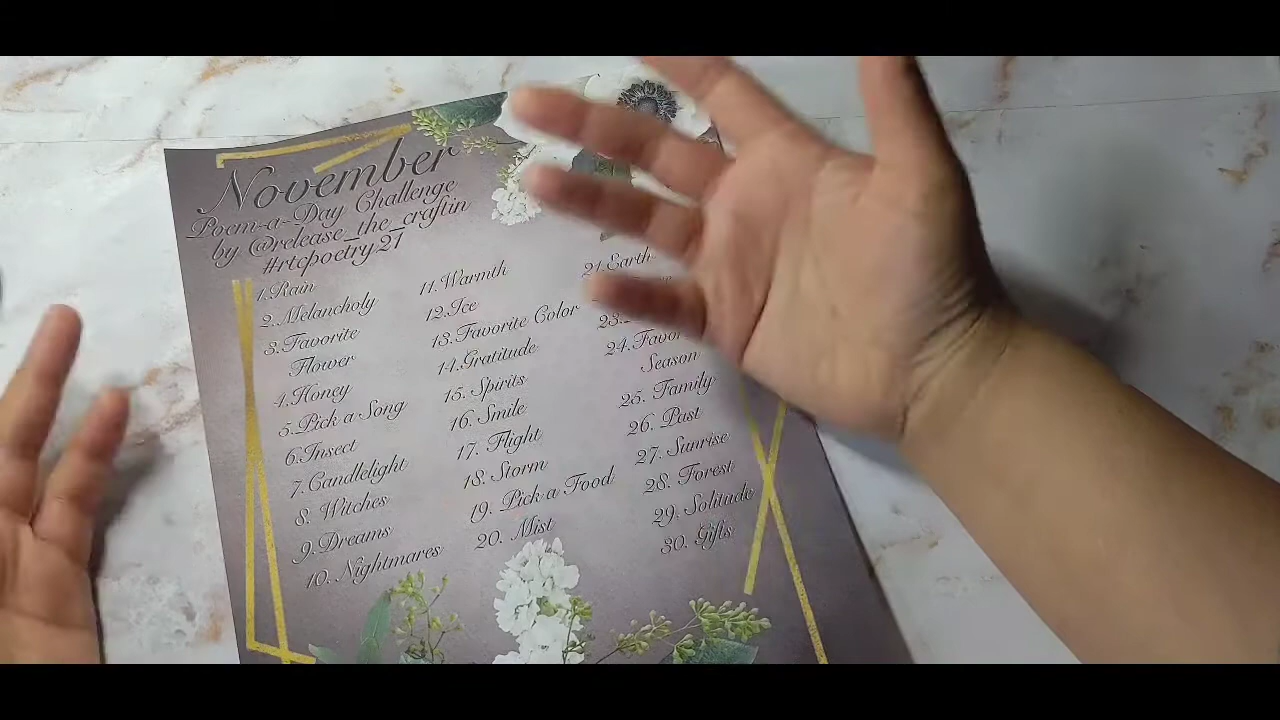 November
Poem-a-Day Challenge
by @release_the_craftin
#rtcpoetry21
1.Rain
2.Melancholy
3.Favorite
Flower
4.Honey
5.Pick a Song
6.Insect
7.Candlelight
8. Witches
9.Dreams
10. Nightmares
11.Warmth
12.Ice
13.Favorite Color
14.Gratitude
15. Spirits
16. Smile
17. Flight
18. Storm
19. Pick a Food
20. Mist
21.Earth
23.
24.
Season
25. Family
26. Past
27. Sunrise
28. Forest
29. Solitude
30. Gifts